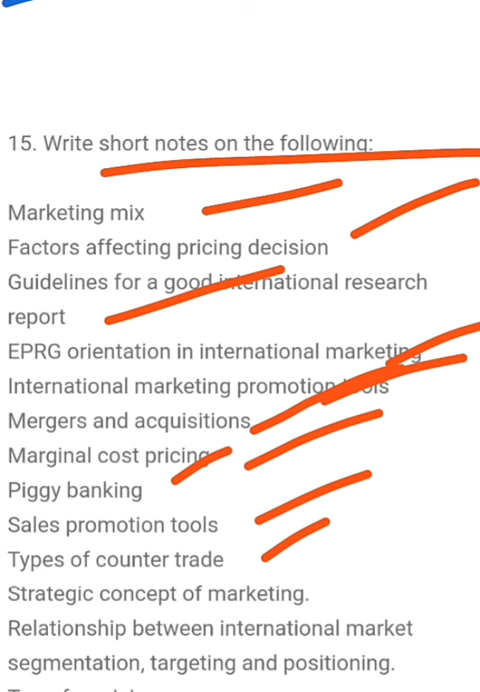 15. Write short notes on the following:
Marketing mix
Factors affecting pricing decision
Guidelines for a good international research
report
EPRG orientation in international marketing
International marketing promotion tools
Mergers and acquisitions
Marginal cost pricing
Piggy banking
Sales promotion tools
Types of counter trade
Strategic concept of marketing.
Relationship between international market
segmentation, targeting and positioning.